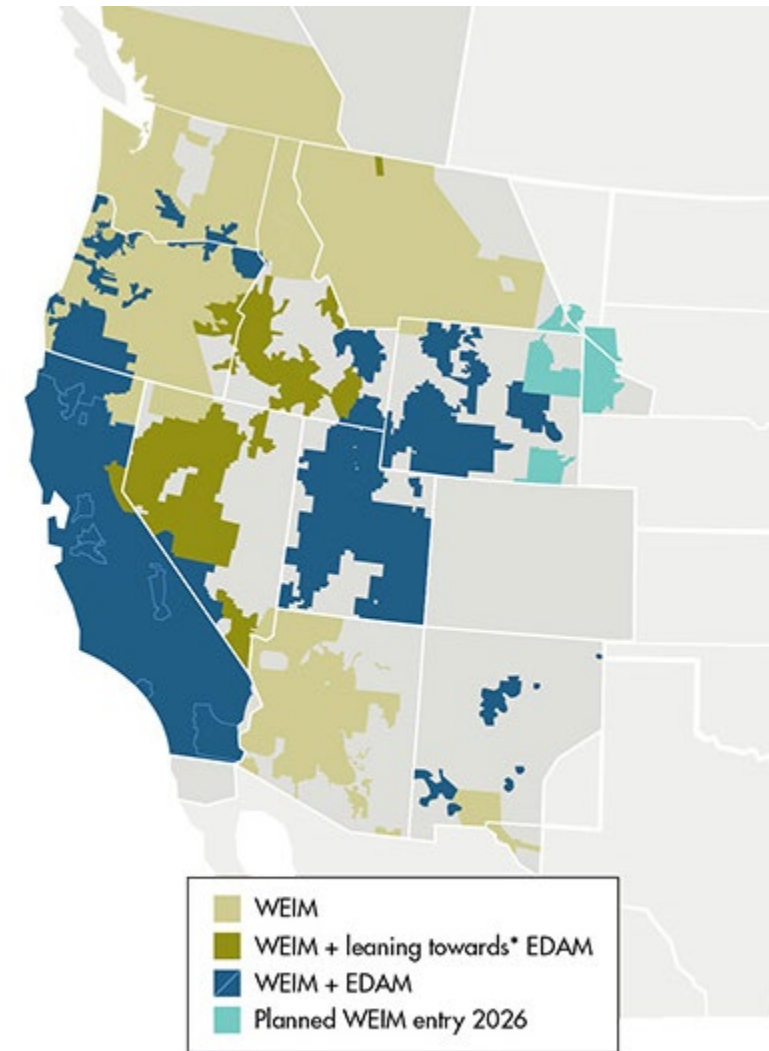 WEIM
WEIM + leaning towards* EDAM
WEIM + EDAM
Planned WEIM entry 2026